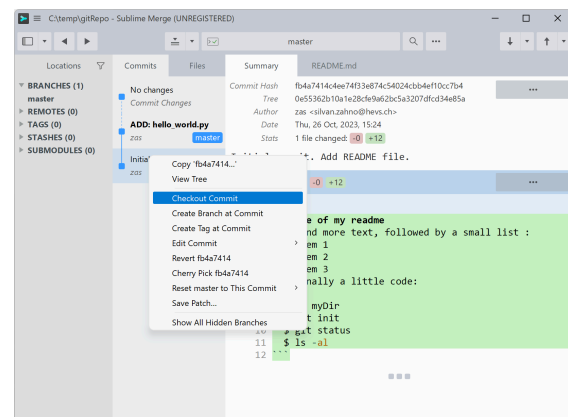 C:\temp\gitRepo - Sublime Merge (UNREGISTERED)
master
Locations
Commits
Files
Summary
README.md
BRANCHES (1)
master
REMOTES (0)
TAGS (0)
STASHES (0)
SUBMODULES (0)
No changes
Commit Changes
ADD: hello_world.py
zas
master
Initia
zas
Commit Hash fb4a7414c4ee74f33e874c54024cbb4ef10cc7b4
Tree 0e55362b10a1e28cfe9a62bc5a3207dfcd34e85a
Author zas <silvan.zahno@hevs.ch>
Date Thu, 26 Oct, 2023, 15:24
Stats 1 file changed: -0 +12
it. Add README file.
Copy 'fb4a7414...'
View Tree
Checkout Commit
Create Branch at Commit
Create Tag at Commit
Edit Commit
Revert fb4a7414
Cherry Pick fb4a7414
Reset master to This Commit
Save Patch...
Show All Hidden Branches
-0 +12
e of my readme
nd more text, followed by a small list :
em 1
em 2
em 3
nally a little code:
myDir
t init
10 $ git status
11 $ ls -al
12 ```